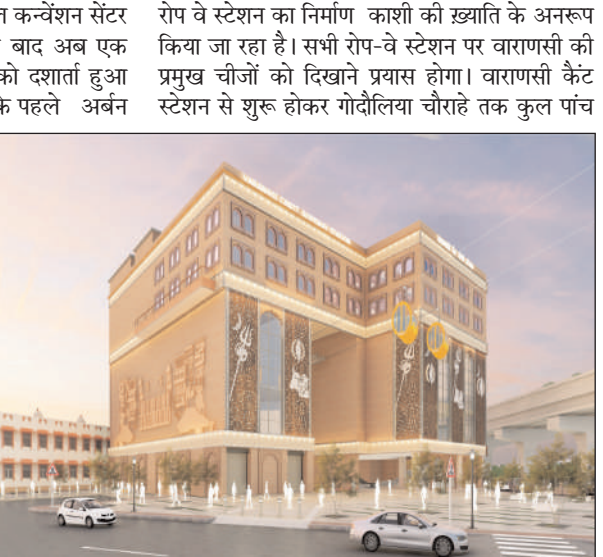 न कन्वेंशन सेंटर
बाद अब एक
को दशार्ता हुआ
के पहले अर्बन
रोप वे स्टेशन का निर्माण काशी की ख़्याति के अनरूप
किया जा रहा है। सभी रोप-वे स्टेशन पर वाराणसी की
प्रमुख चीजों को दिखाने प्रयास होगा। वाराणसी कैंट
स्टेशन से शुरू होकर गोदौलिया चौराहे तक कुल पांच